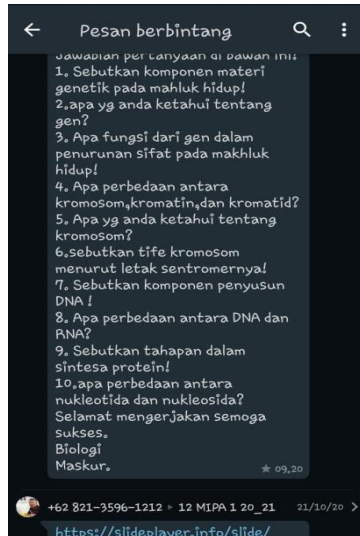 Pesan berbintang
Jawablah pertanyaan di bawah ini!
1. Sebutkan komponen materi
genetik pada mahluk hidup!
2.apa yg anda ketahui tentang
gen?
3. Apa fungsi dari gen dalam
penurunan sifat pada makhluk
hidup!
4. Apa perbedaan antara
kromosom,kromatin,dan kromatid?
5. Apa yg anda ketahui tentang
kromosom?
6.sebutkan tife kromosom
menurut letak sentromernya!
7. Sebutkan komponen penyusun
DNA !
8. Apa perbedaan antara DNA dan
RNA?
9. Sebutkan tahapan dalam
sintesa protein!
10.apa perbedaan antara
nukleotida dan nukleosida?
Selamat mengerjakan semoga
sukses.
Biologi
Maskur.
09.20
+62 821-3596-1212 ▸ 12 MIPA 1 20_21 21/10/20
https://slideplayer.info/slide/